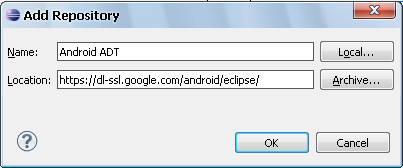 Add Repository
Name: Android ADT Local...
Location: https://dl-ssl.google.com/android/eclipse/ Archive...
? OK Cancel